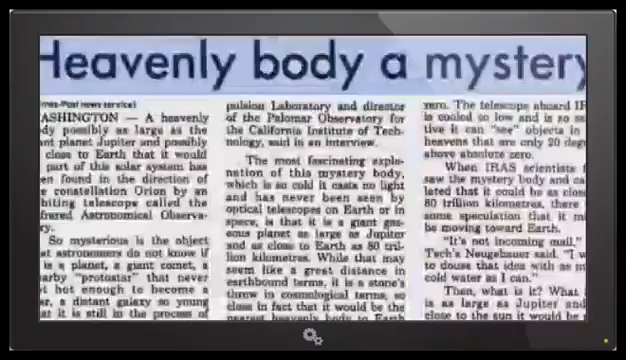 Heavenly body a mystery
mes-Post news service)
ASHINGTON — A heavenly
dy possibly as large as the
nt planet Jupiter and possibly
close to Earth that it would
part of this solar system has
en found in the direction of
e constellation Orion by an
biting telescope called the
frared Astronomical Observa-
ry.
So mysterious is the object
at astronomers do not know if
is a planet, a giant comet, a
arby "protostar" that never
t hot enough to become a
ar, a distant galaxy so young
at it is still in the process of
pulsion Laboratory and director
of the Palomar Observatory for
the California Institute of Tech-
nology, said in an interview.
The most fascinating expla-
nation of this mystery body,
which is so cold it casts no light
and has never been seen by
optical telescopes on Earth or in
space, is that it is a giant gas-
eous planet as large as Jupiter
and as close to Earth as 80 tril-
lion kilometres. While that may
seem like a great distance in
earthbound terms, it is a stone's
throw in cosmological terms, so
close in fact that it would be the
nearest heavenly body to Earth
zero. The telescope aboard IR
is cooled so low and is so se
tive it can "see" objects in
heavens that are only 20 deg
above absolute zero.
When IRAS scientists f
saw the mystery body and ca
lated that it could be as close
80 trillion kilometres, there
some speculation that it mi
be moving toward Earth.
"It's not incoming mail,"
Tech's Neugebauer said. "I w
to douse that idea with as m
cold water as I can."
Then, what is it? What
is as large as Jupiter and
close to the sun it would be